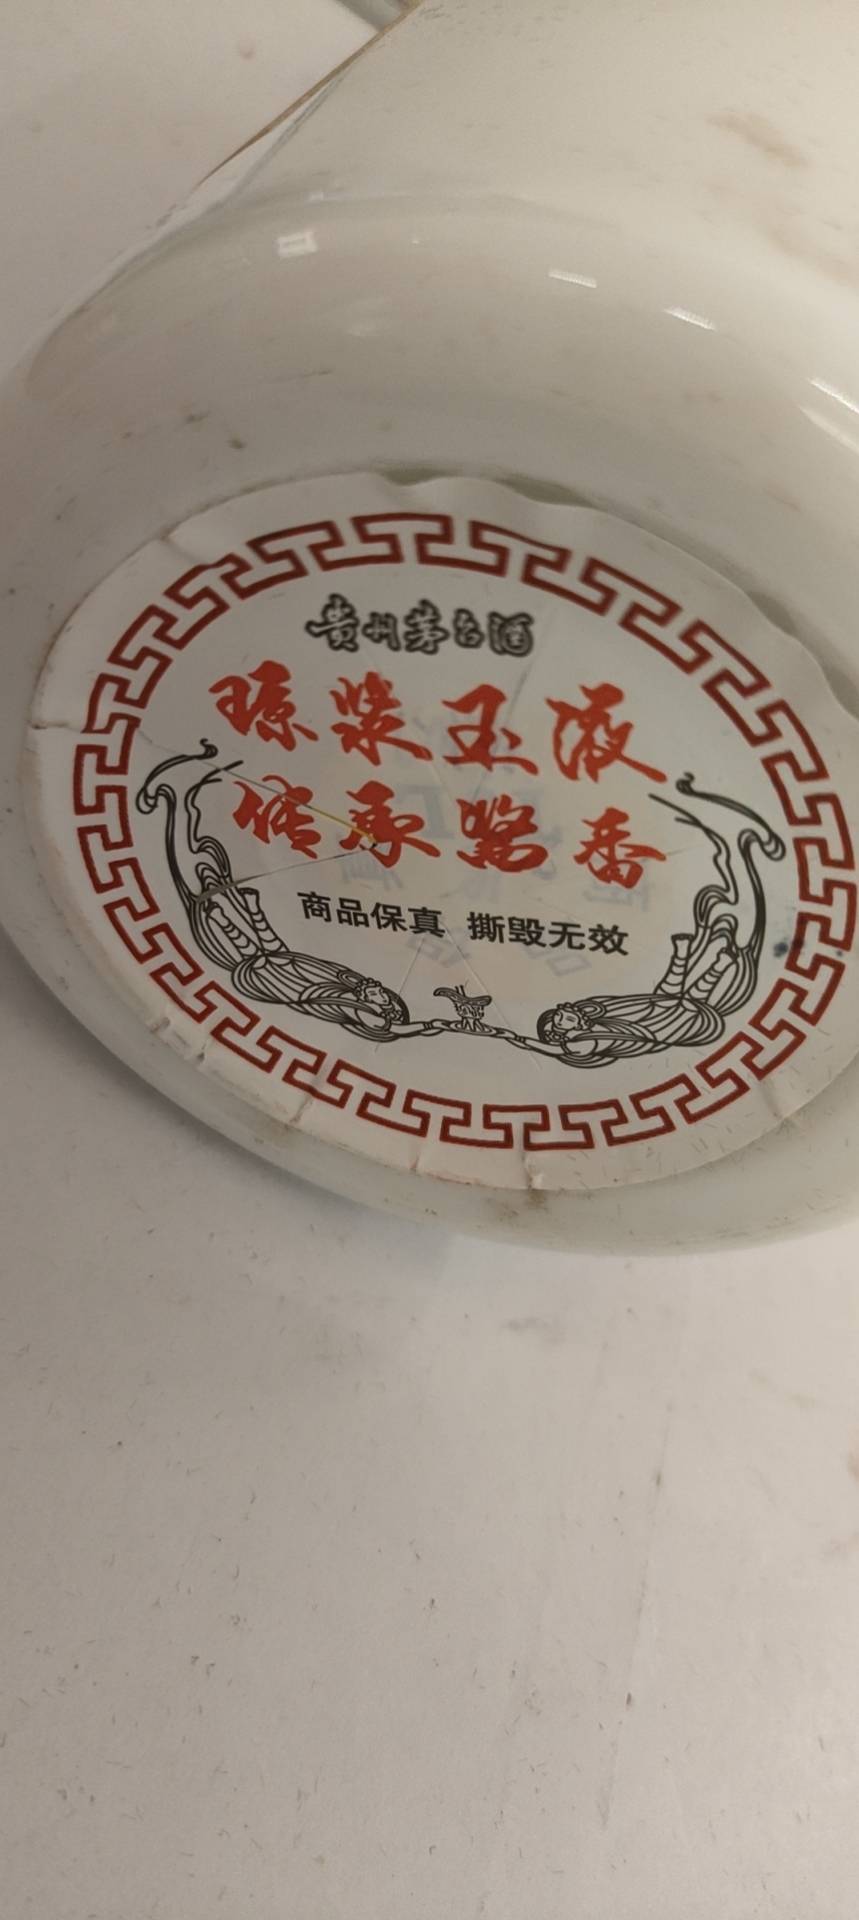 贵州茅台酒
琼浆玉液
传承酱香
商品保真 撕毁无效